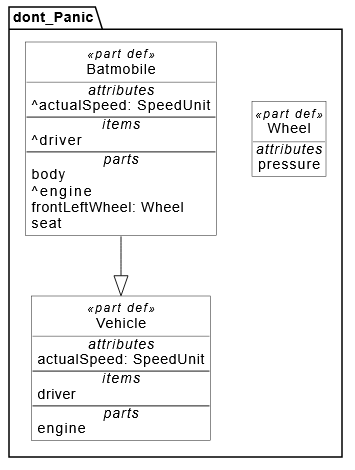 dont_Panic
«part def»
Batmobile
attributes
^actualSpeed: SpeedUnit
items
^driver
parts
body
^engine
frontLeftWheel: Wheel
seat
«part def»
Wheel
attributes
pressure
«part def»
Vehicle
attributes
actualSpeed: SpeedUnit
items
driver
parts
engine